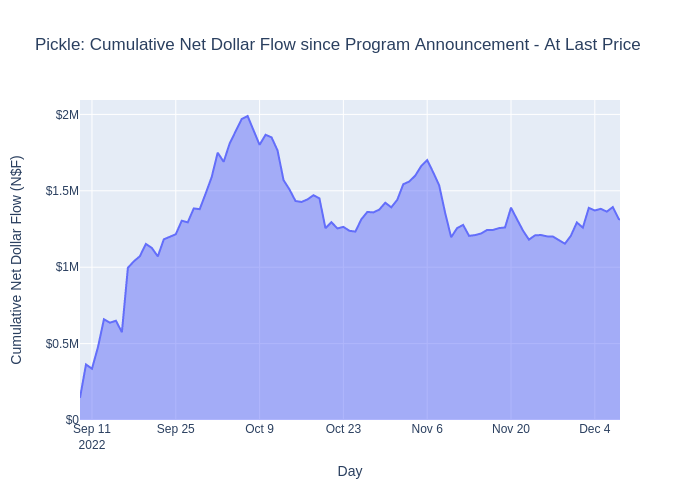 Pickle: Cumulative Net Dollar Flow since Program Announcement - At Last Price
Cumulative Net Dollar Flow (N$F)
$2M
$1.5M
$1M
$0.5M
$0
Sep 11
2022
Sep 25
Oct 9
Oct 23
Nov 6
Nov 20
Dec 4
Day